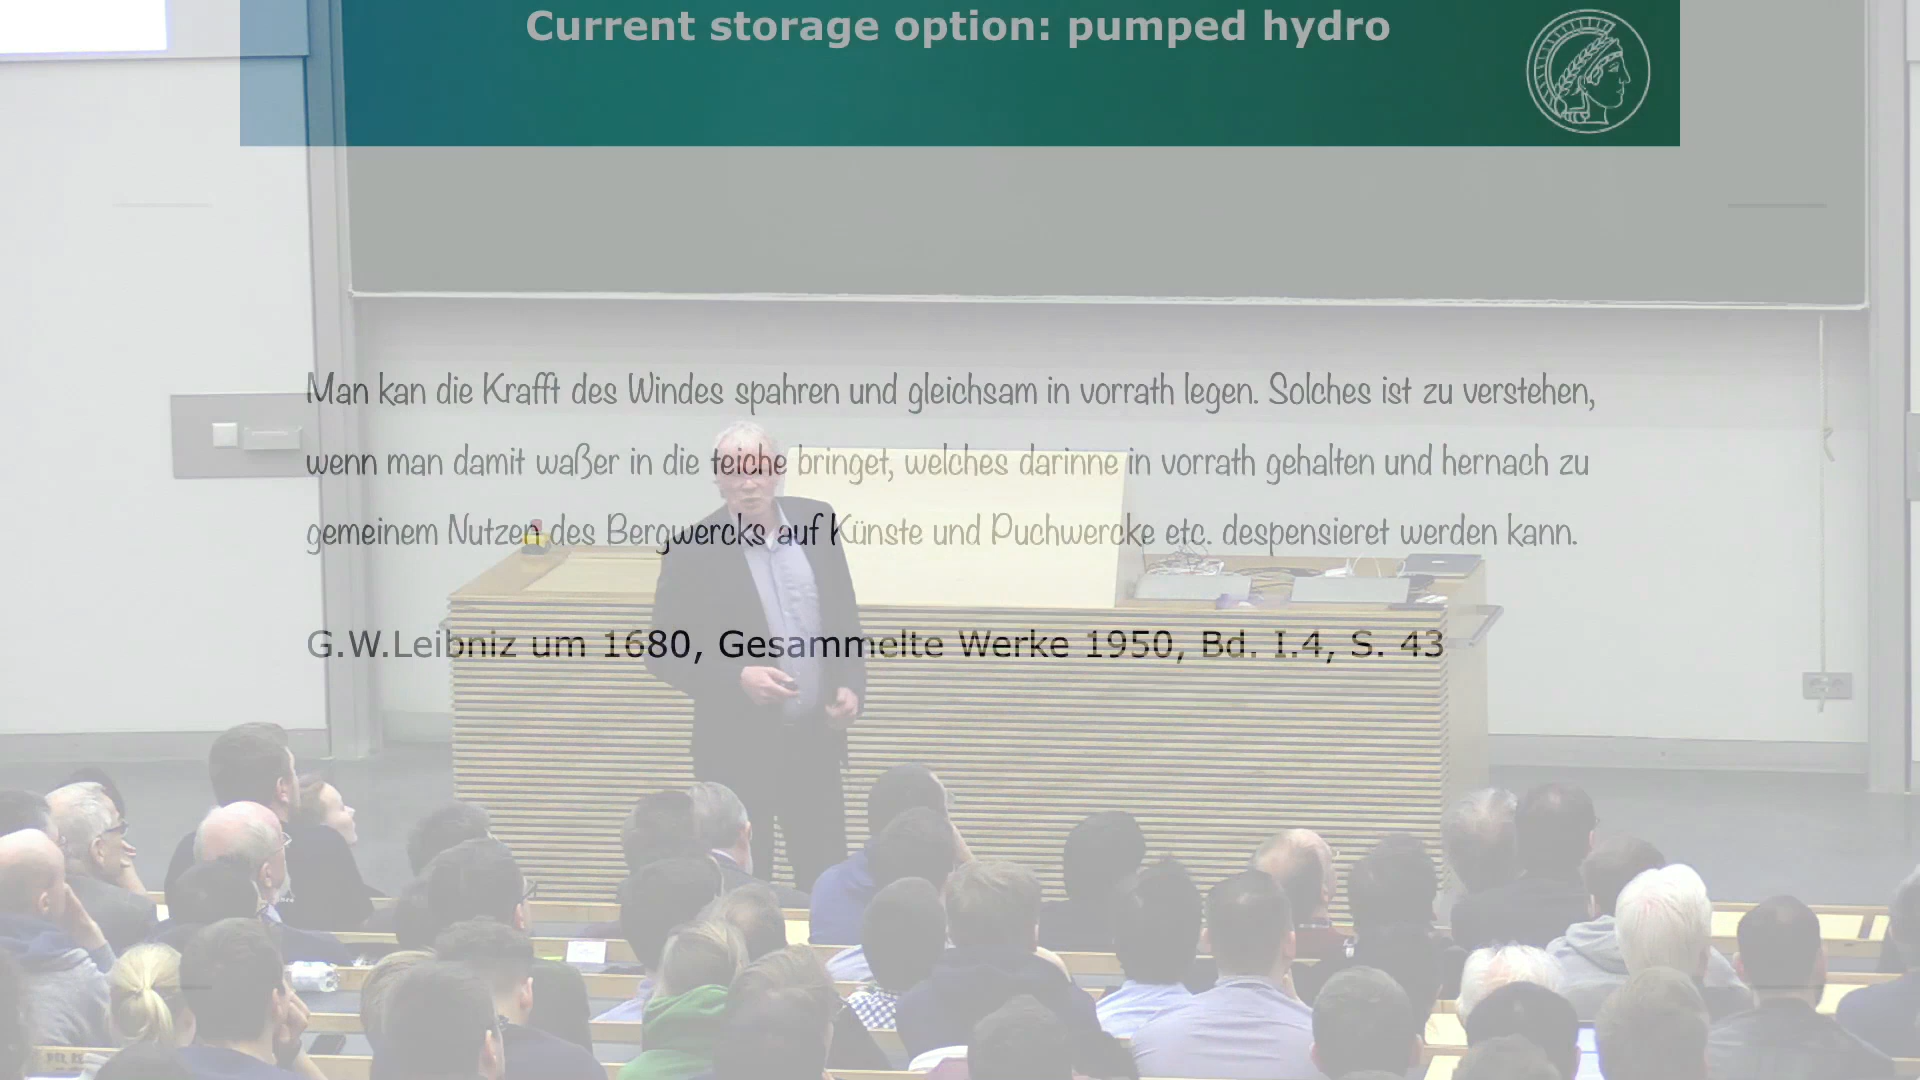 Current storage option: pumped hydro
Man kan die Krafft des Windes spahren und gleichsam in vorrath legen. Solches ist zu verstehen,
wenn man damit waßer in die teiche bringet, welches darinne in vorrath gehalten und hernach zu
gemeinem Nutzen des Bergwercks auf Künste und Puchwercke etc. despensieret werden kann.
G.W.Leibniz um 1680, Gesammelte Werke 1950, Bd. I.4, S. 43